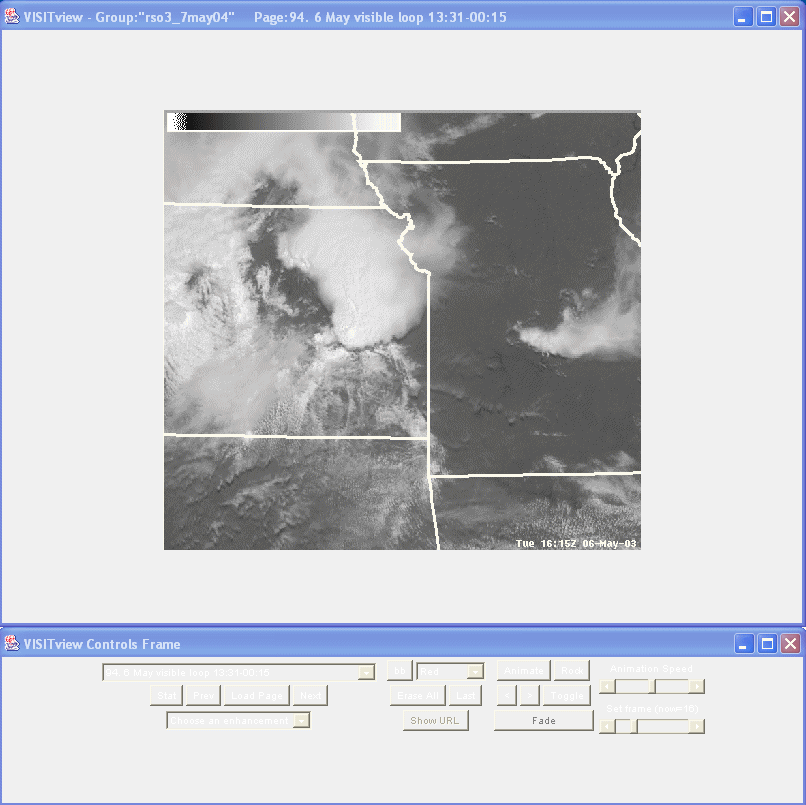 VISITview - Group:"rso3_7may04" Page:94. 6 May visible loop 13:31-00:15
Tue 16:15Z 06-May-03
VISITview Controls Frame
94. 6 May visible loop 13:31-00:15 bb Red Animate Rock Animation Speed
Stat Prev Load Page Next Erase All Last < > Toggle
Set frame (now=16)
Choose an enhancement Show URL Fade